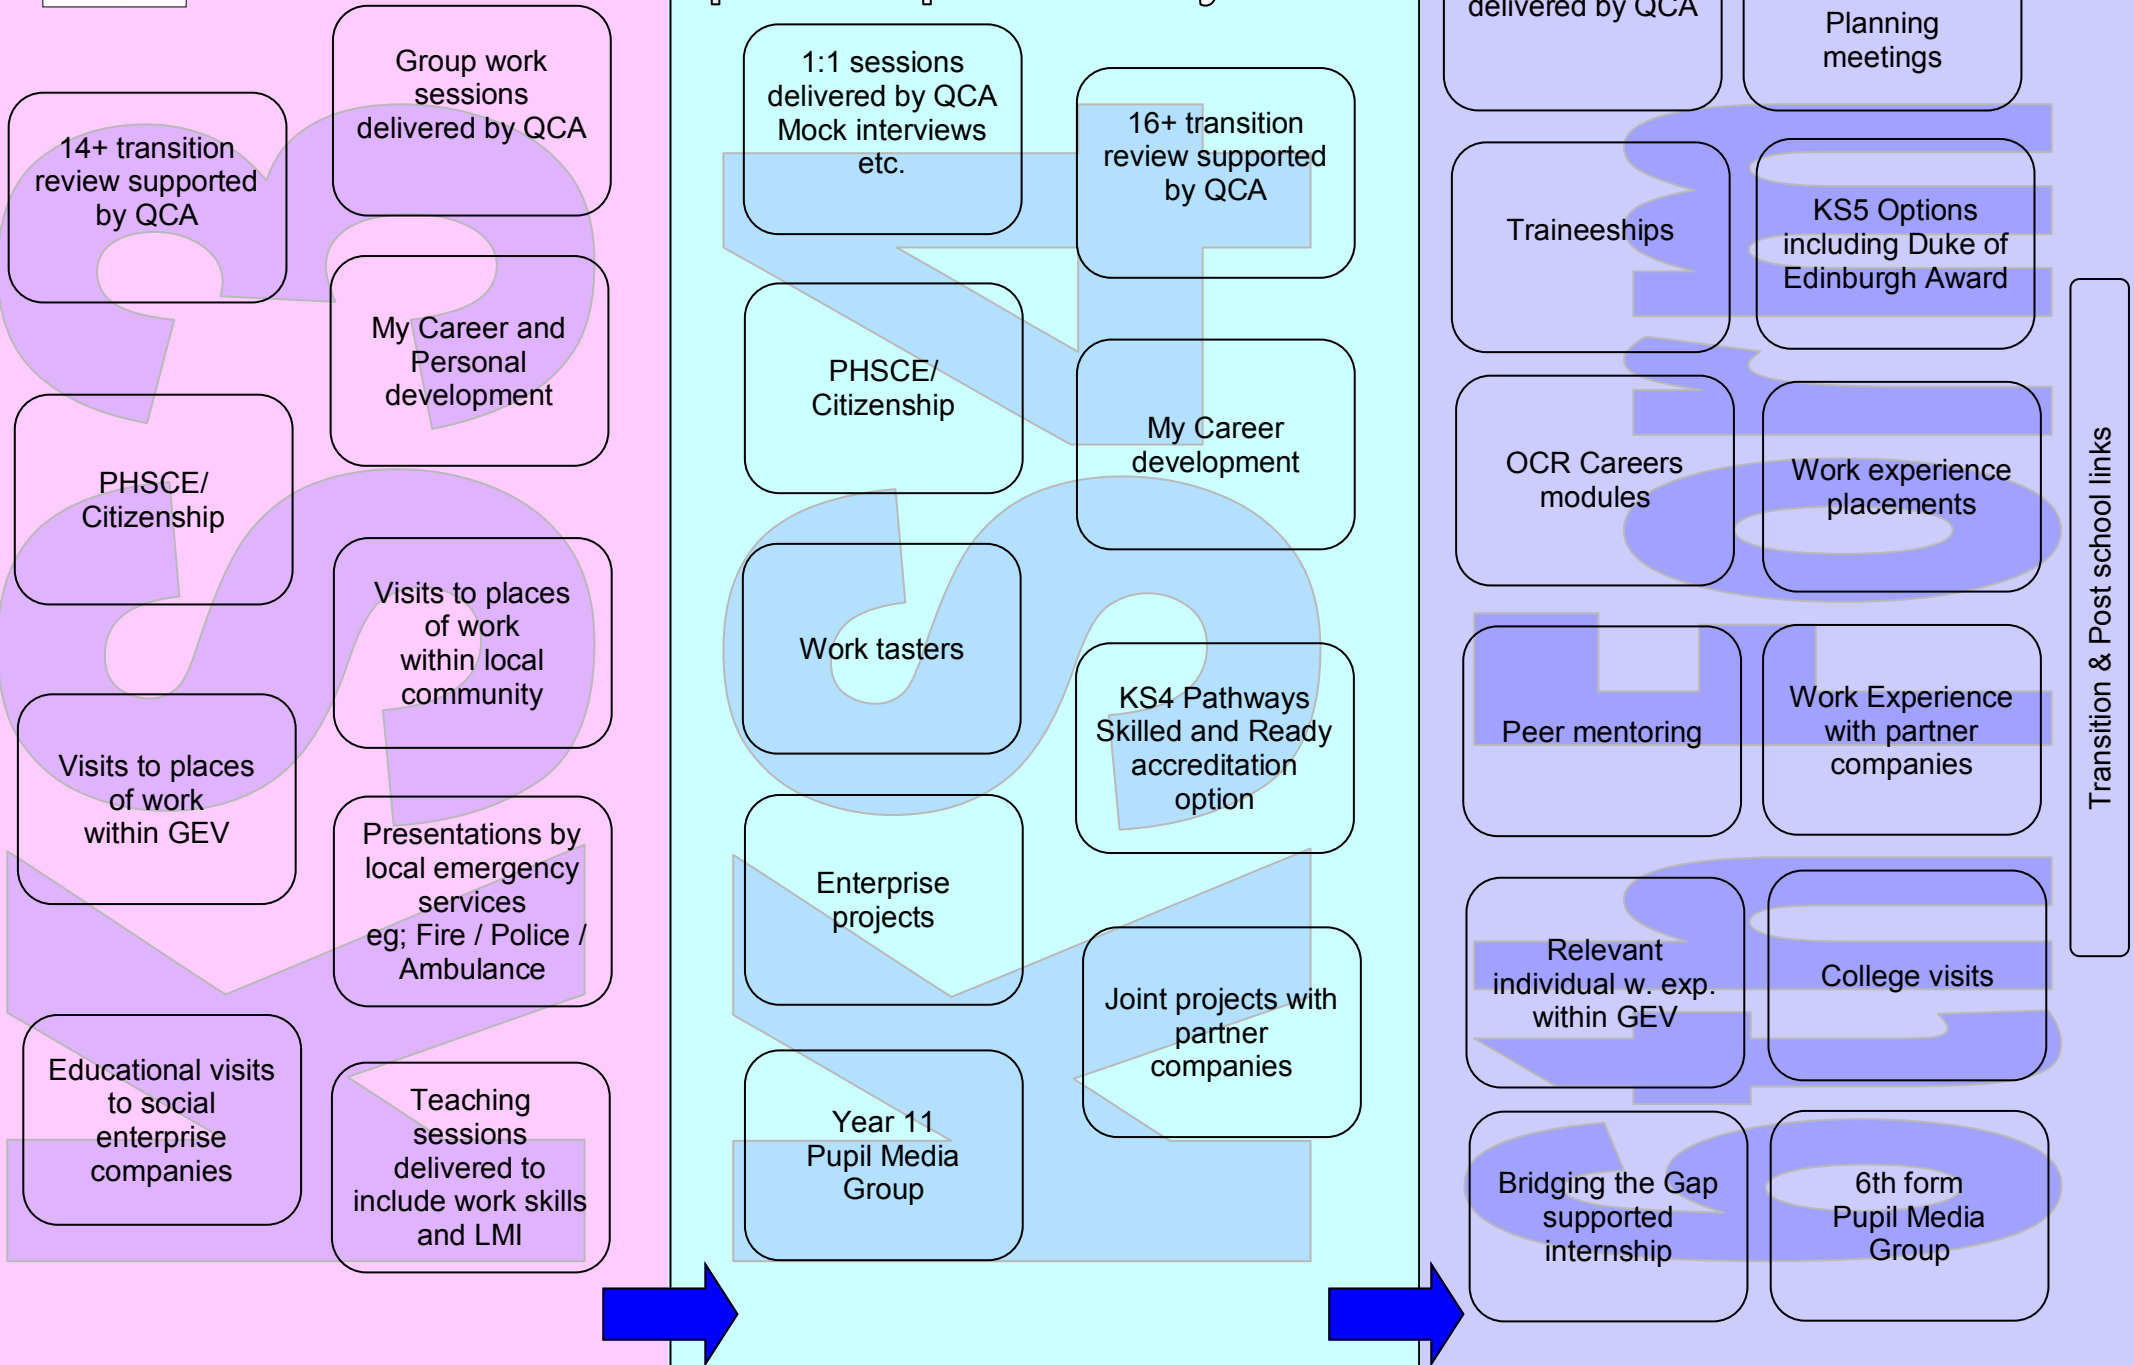 Group work
sessions
delivered by QCA
14+ transition
review supported
by QCA
My Career and
Personal
development
PHSCE/
Citizenship
Visits to places
of work
within local
community
Visits to places
of work
within GEV
Presentations by
local emergency
services
eg; Fire / Police /
Ambulance
Educational visits
to social
enterprise
companies
Teaching
sessions
delivered to
include work skills
and LMI
KS3
1:1 sessions
delivered by QCA
Mock interviews
etc.
16+ transition
review supported
by QCA
PHSCE/
Citizenship
My Career
development
Work tasters
KS4 Pathways
Skilled and Ready
accreditation
option
Enterprise
projects
Joint projects with
partner
companies
Year 11
Pupil Media
Group
KS4
delivered by QCA
Planning
meetings
Traineeships
KS5 Options
including Duke of
Edinburgh Award
OCR Careers
modules
Work experience
placements
Peer mentoring
Work Experience
with partner
companies
Relevant
individual w. exp.
within GEV
College visits
Bridging the Gap
supported
internship
6th form
Pupil Media
Group
6th form
Transition & Post school links